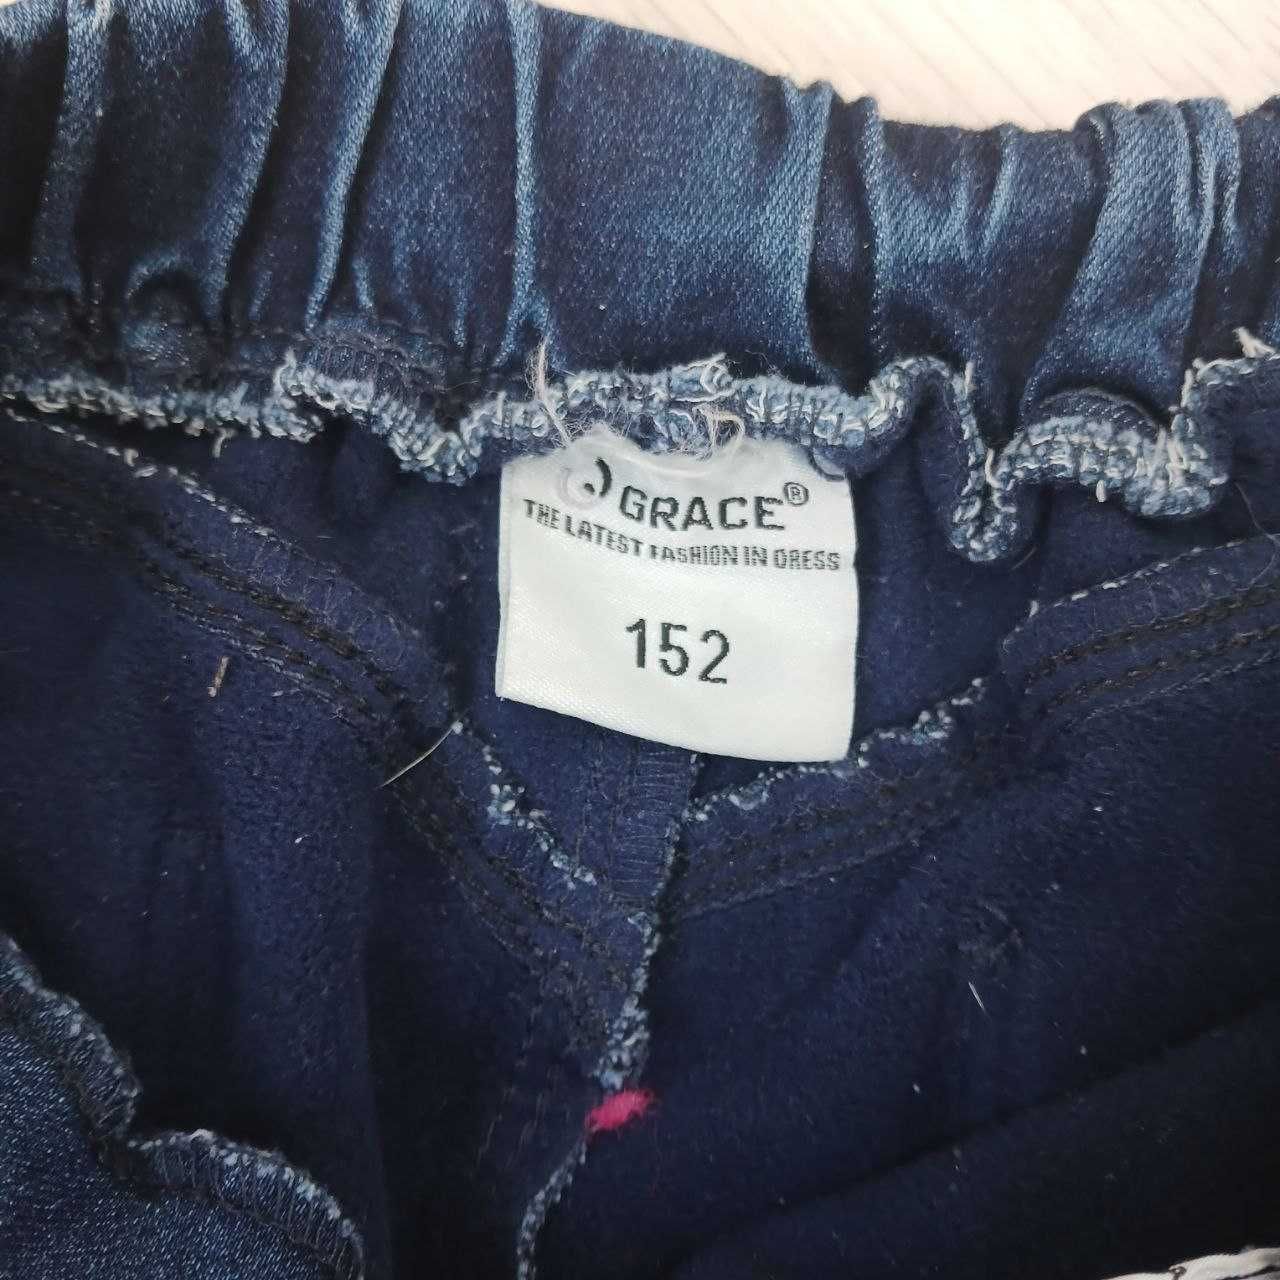 GRACE®
THE LATEST FASHION IN DRESS
152